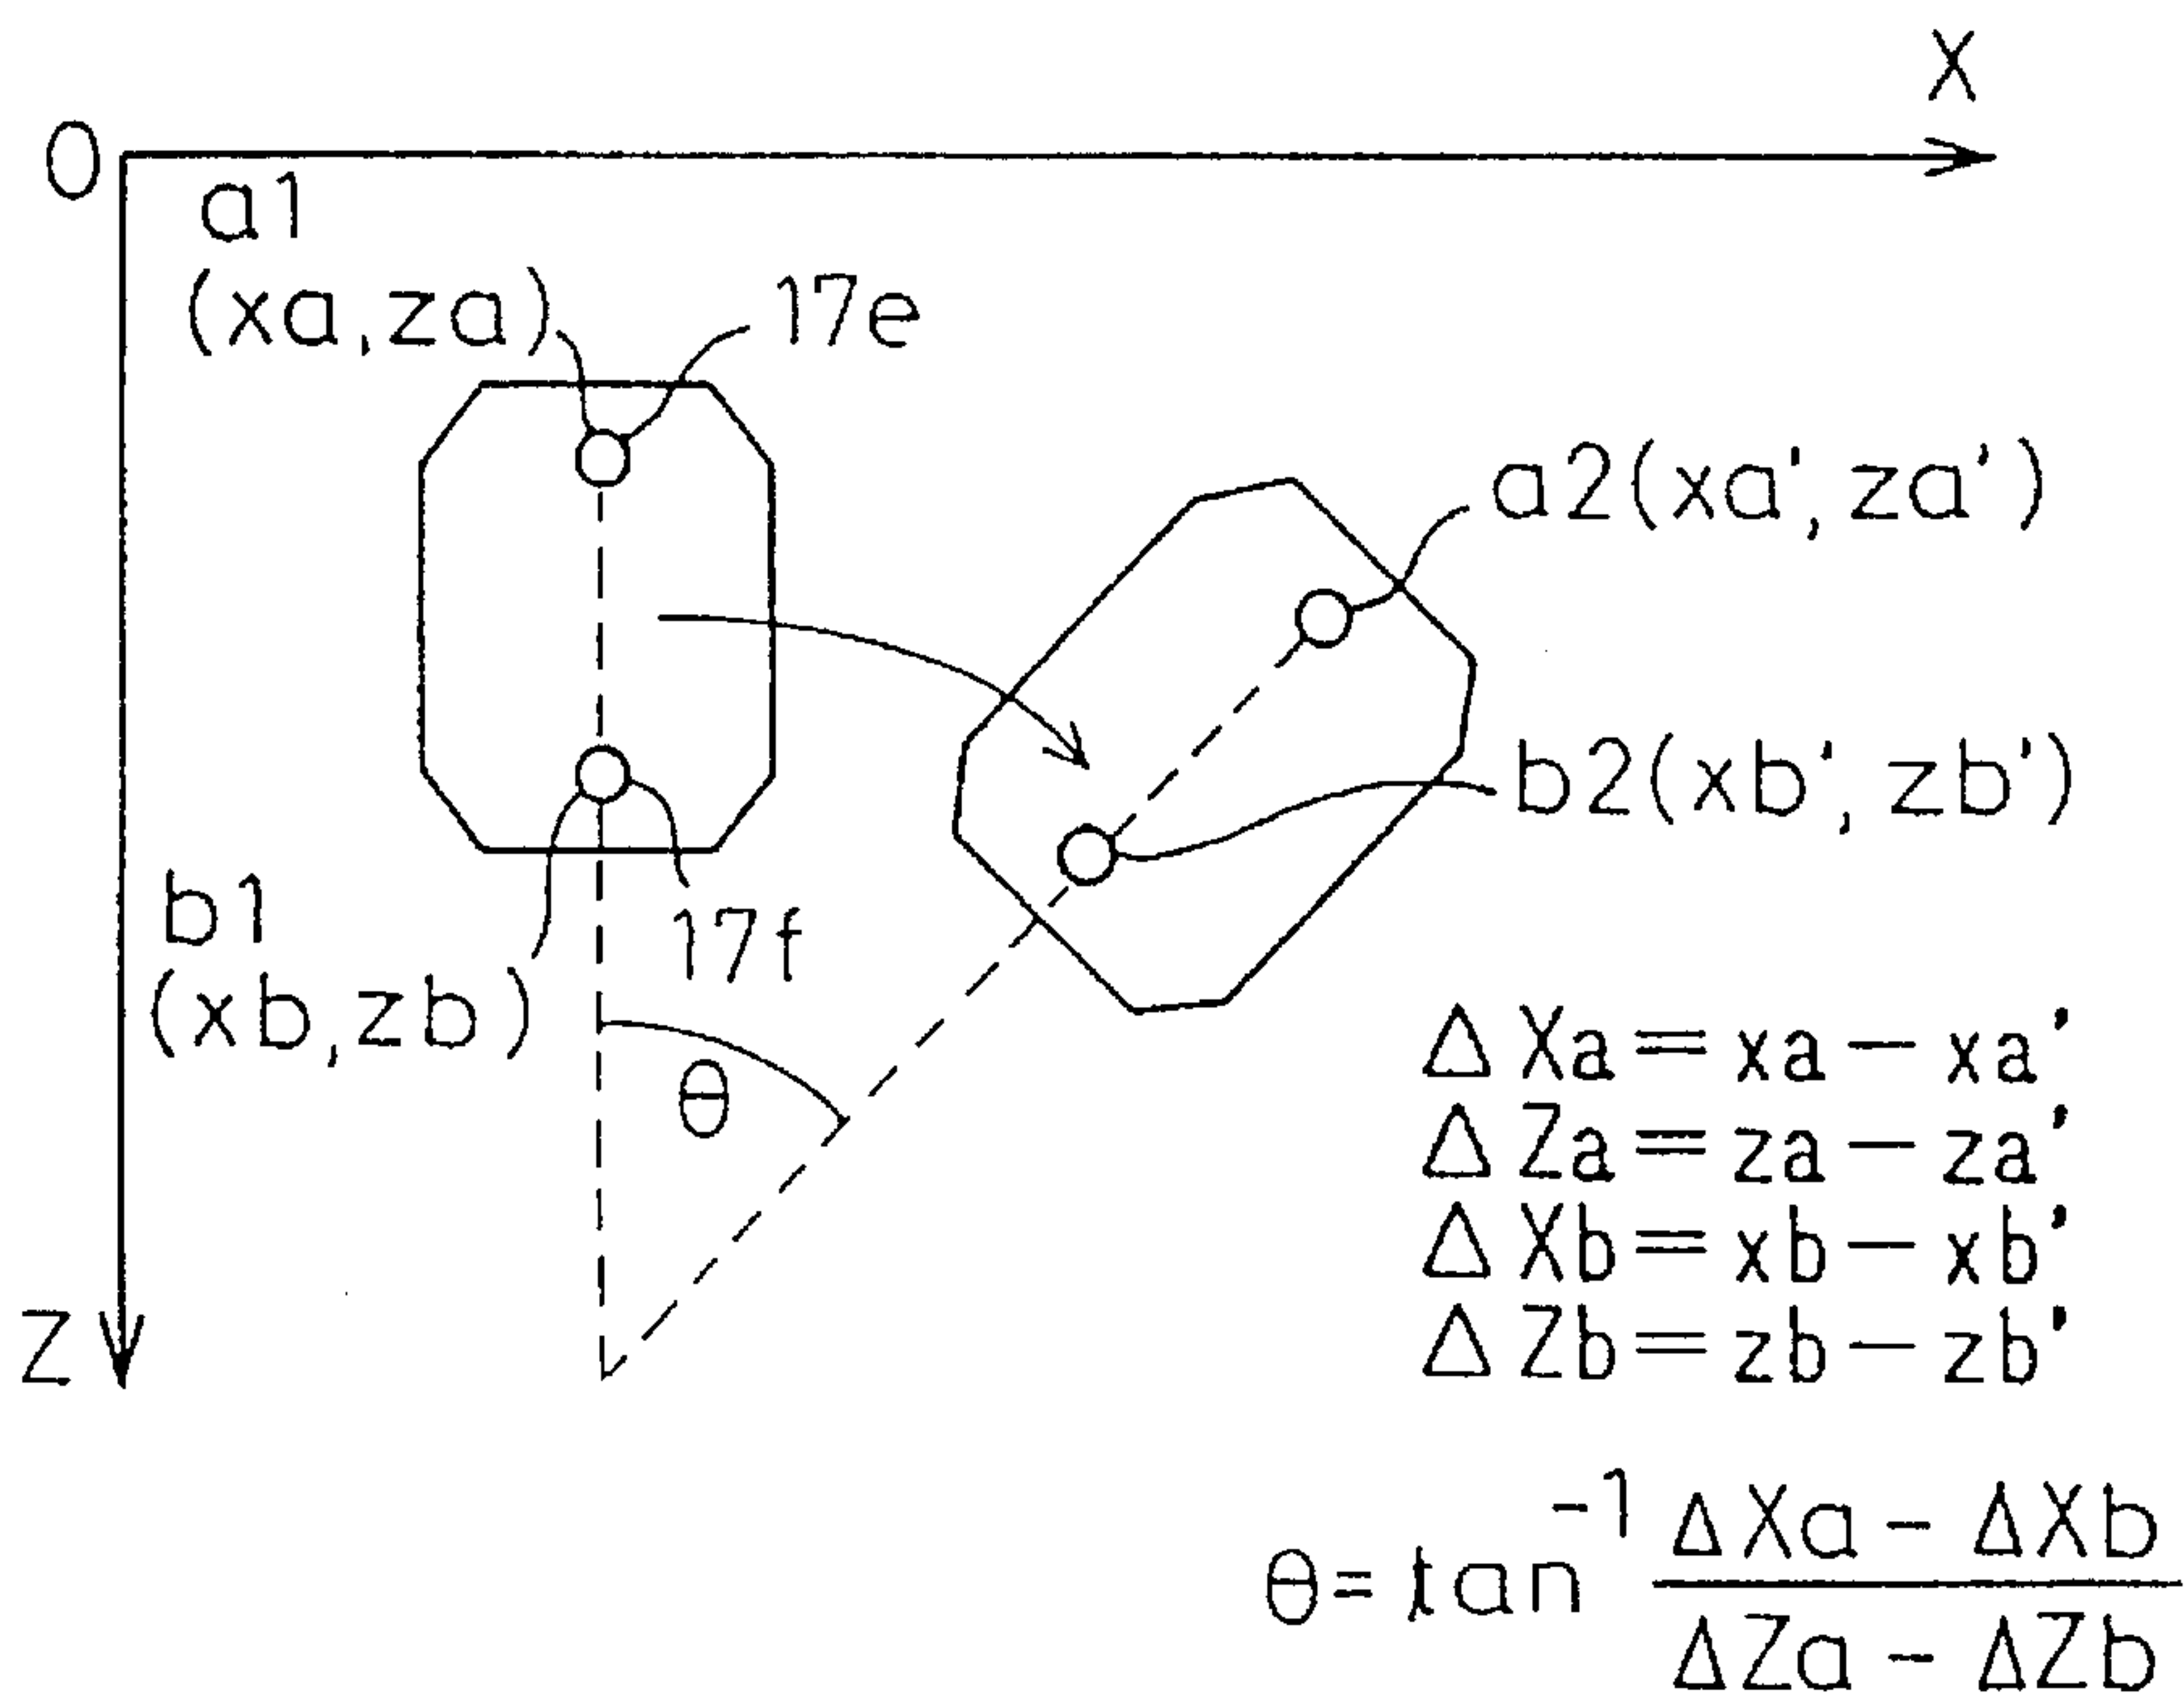 X
O
a1
(xa,za)
17e
a2(xa',za')
b2(xb',zb')
b1
17f
(xb,zb)
θ
ΔXa=xa-xa'
ΔZa=za-za'
ΔXb=xb-xb'
Z
ΔZb=zb-zb'
θ=tan⁻¹ (ΔXa-ΔXb)/(ΔZa-ΔZb)